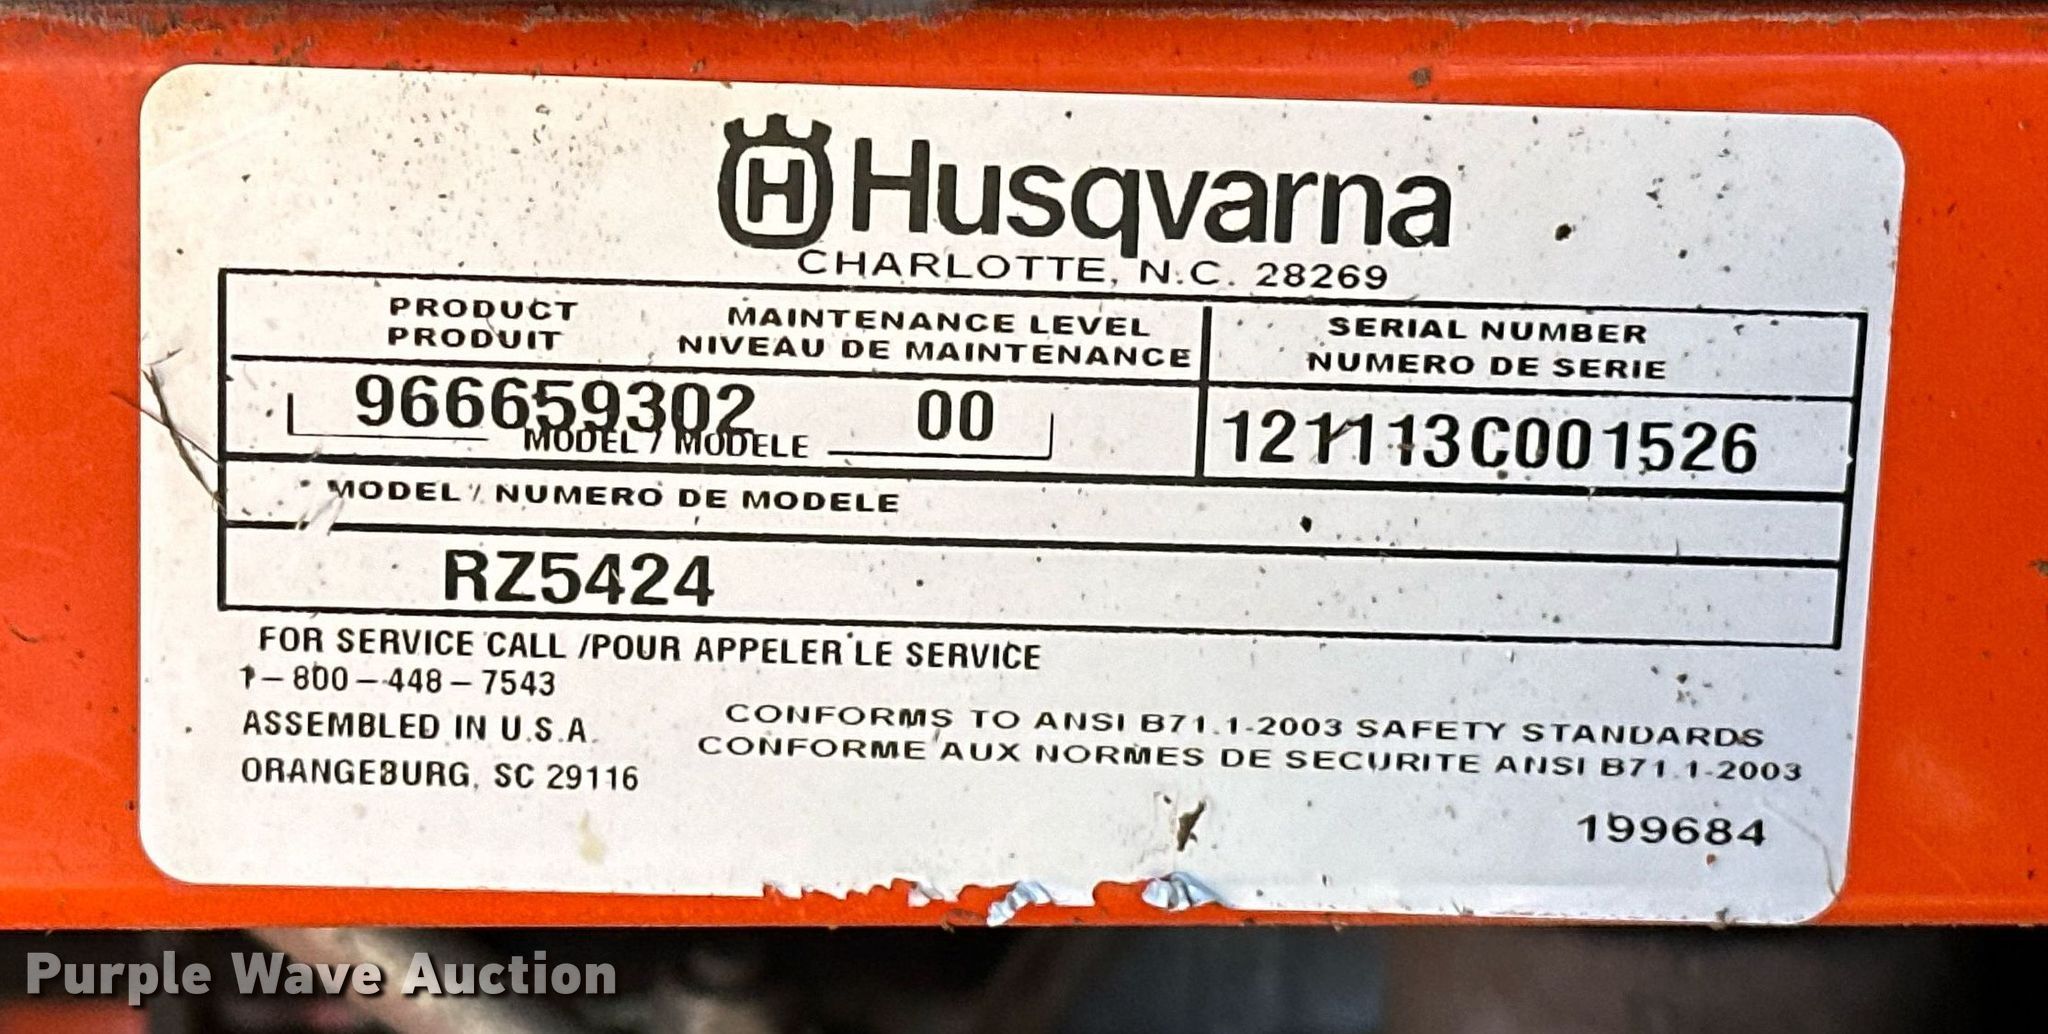 H Husqvarna
CHARLOTTE, N.C. 28269
PRODUCT
PRODUIT
MAINTENANCE LEVEL
NIVEAU DE MAINTENANCE
SERIAL NUMBER
NUMERO DE SERIE
966659302 00
MODEL / MODELE
121113C001526
MODEL / NUMERO DE MODELE
RZ5424
FOR SERVICE CALL /POUR APPELER LE SERVICE
1-800-448-7543
ASSEMBLED IN U.S.A.
ORANGEBURG, SC 29116
CONFORMS TO ANSI B71.1-2003 SAFETY STANDARDS
CONFORME AUX NORMES DE SECURITE ANSI B71.1-2003
199684
Purple Wave Auction